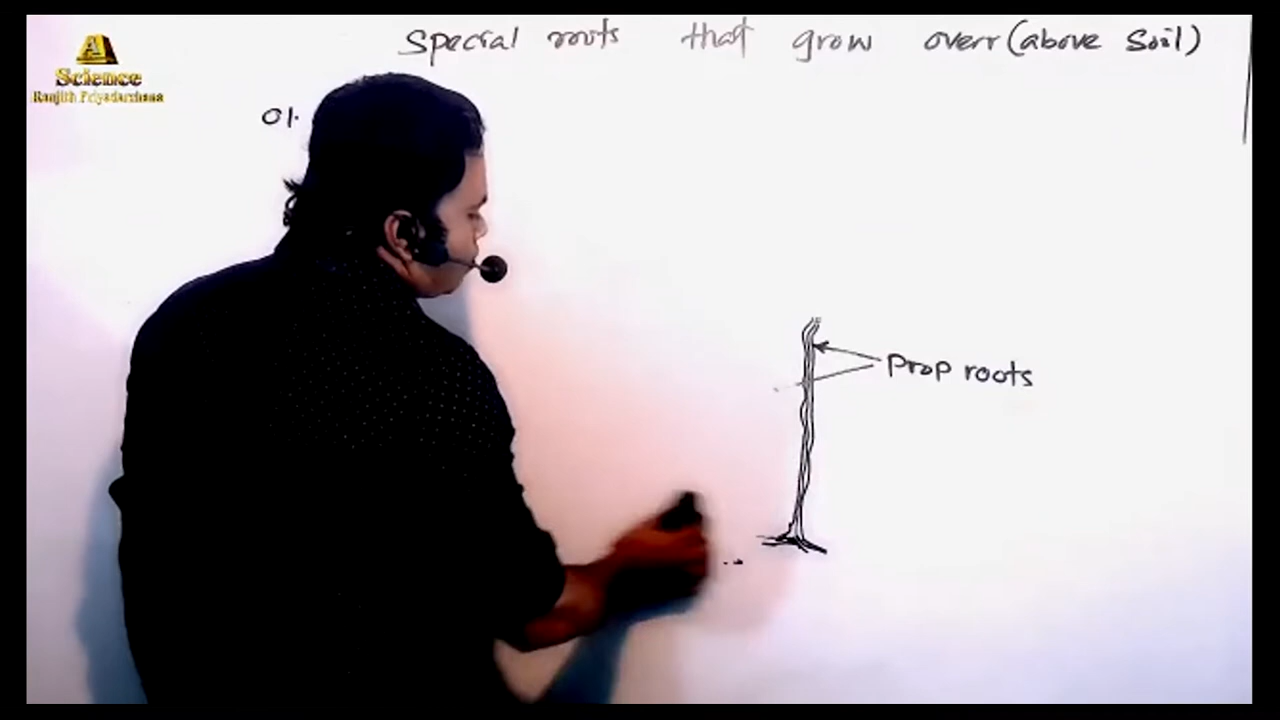 special roots that grow overr (above soil)
A
Science
Ranjith Priyadarshana
01.
Prop roots